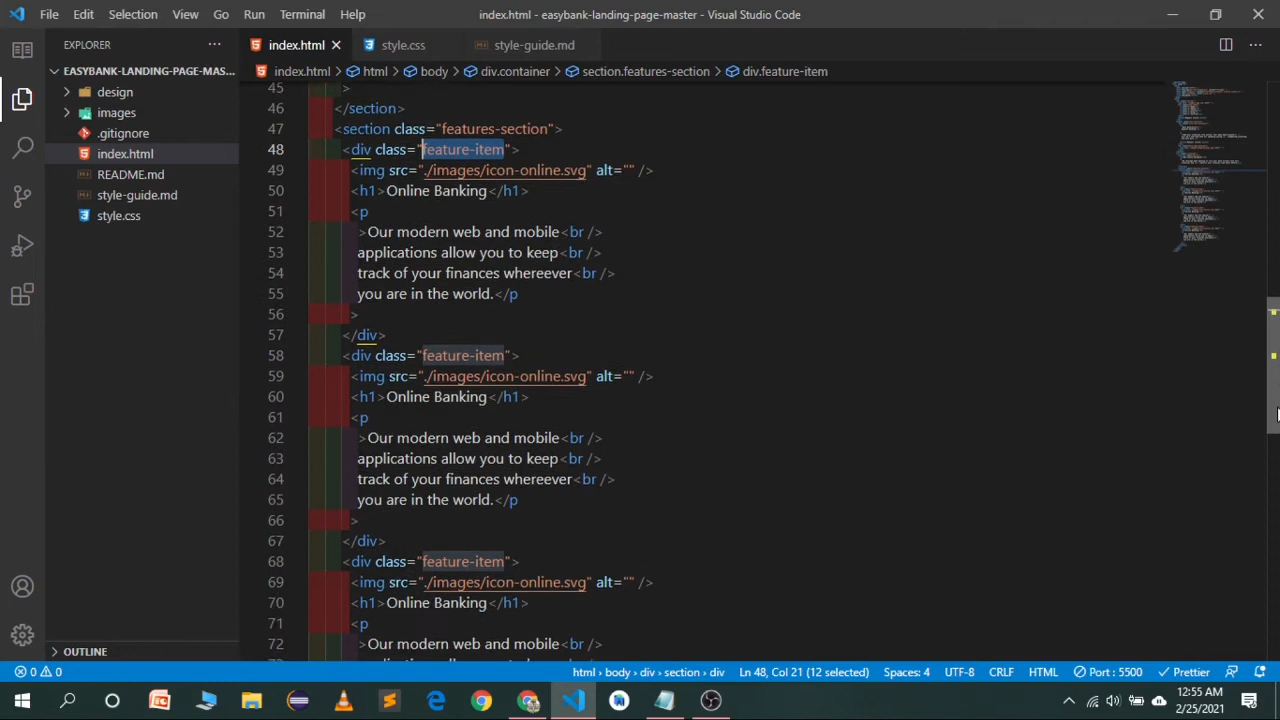 File Edit Selection View Go Run Terminal Help index.html - easybank-landing-page-master - Visual Studio Code
EXPLORER
EASYBANK-LANDING-PAGE-MAS...
design
images
.gitignore
index.html
README.md
style-guide.md
style.css
OUTLINE
index.html style.css style-guide.md
index.html > html > body > div.container > section.features-section > div.feature-item
45 >
46 </section>
47 <section class="features-section">
48 <div class="feature-item">
49 <img src="./images/icon-online.svg" alt="" />
50 <h1>Online Banking</h1>
51 <p
52 >Our modern web and mobile<br />
53 applications allow you to keep<br />
54 track of your finances whereever<br />
55 you are in the world.</p
56 >
57 </div>
58 <div class="feature-item">
59 <img src="./images/icon-online.svg" alt="" />
60 <h1>Online Banking</h1>
61 <p
62 >Our modern web and mobile<br />
63 applications allow you to keep<br />
64 track of your finances whereever<br />
65 you are in the world.</p
66 >
67 </div>
68 <div class="feature-item">
69 <img src="./images/icon-online.svg" alt="" />
70 <h1>Online Banking</h1>
71 <p
72 >Our modern web and mobile<br />
0 0 html > body > div > section > div Ln 48, Col 21 (12 selected) Spaces: 4 UTF-8 CRLF HTML Port : 5500 Prettier
12:55 AM
2/25/2021